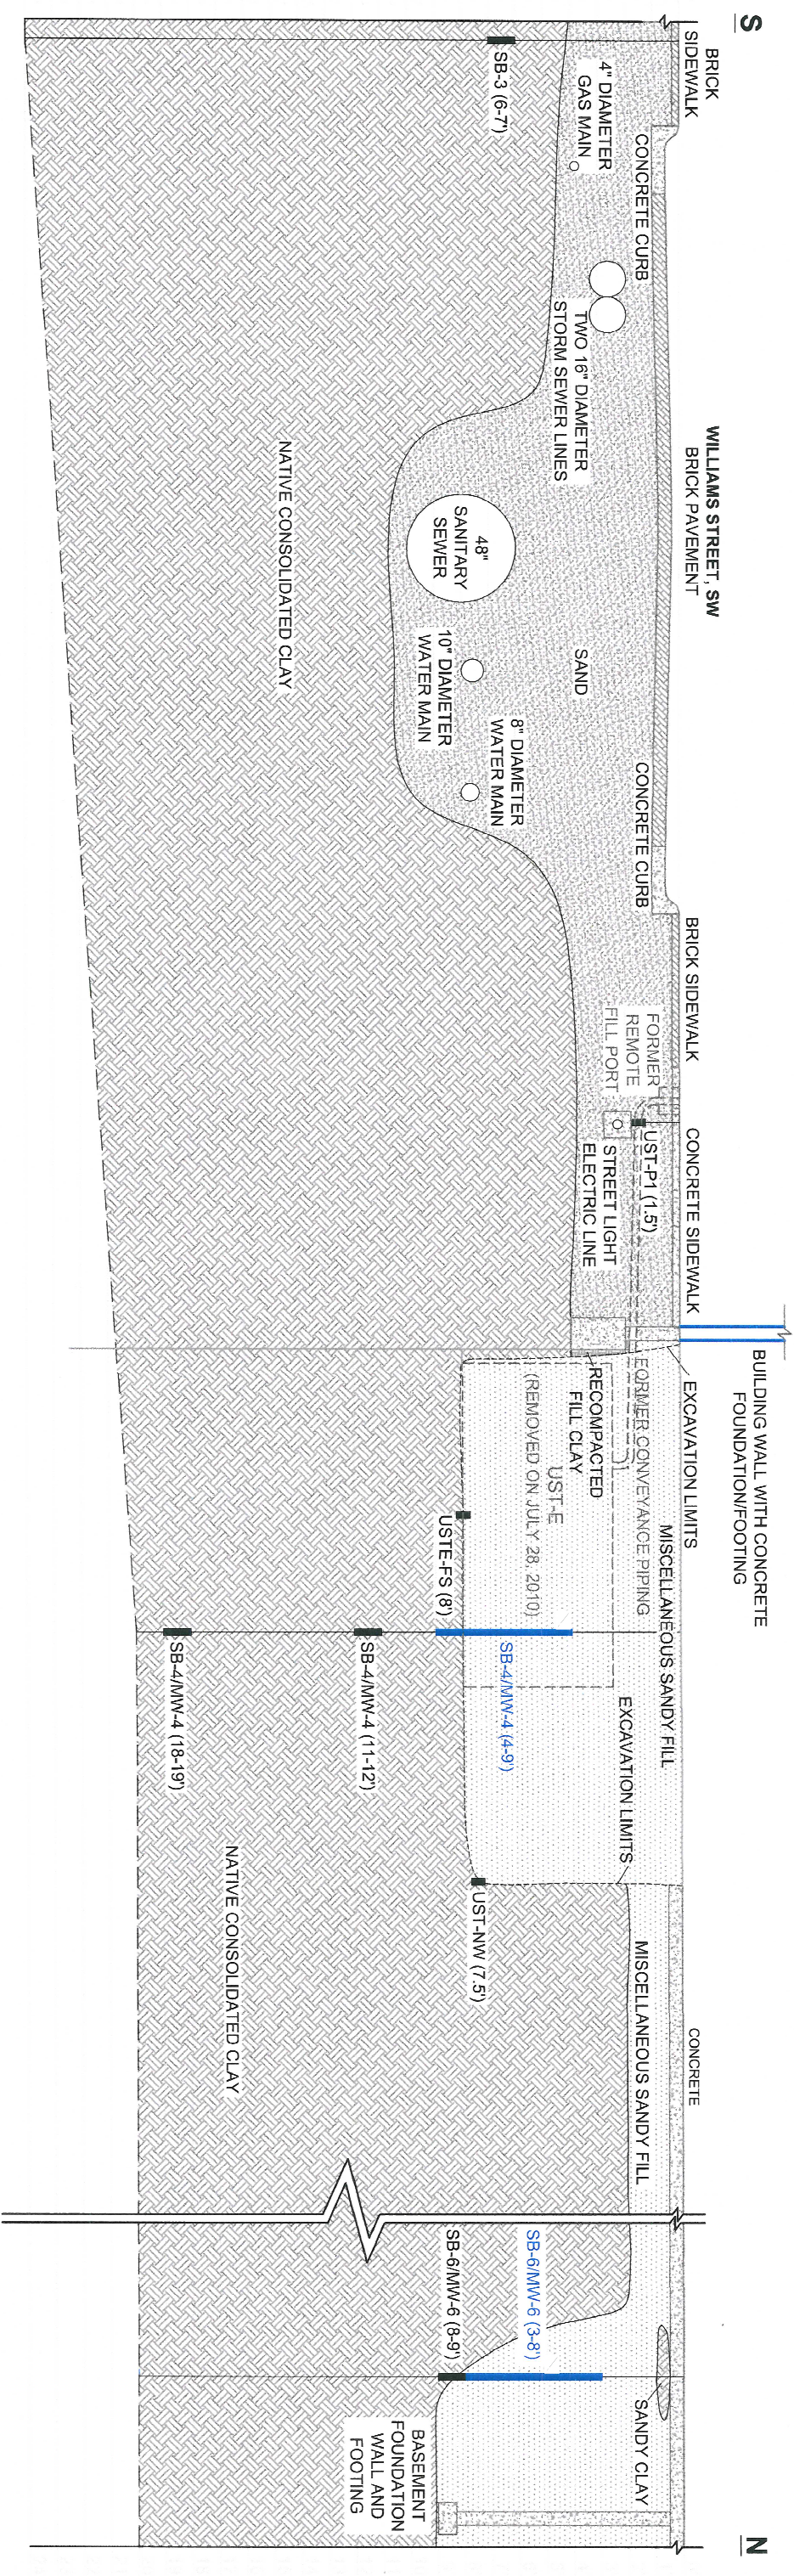 S
BRICK
SIDEWALK
CONCRETE CURB
4" DIAMETER
GAS MAIN
SB-3 (6-7')
TWO 16" DIAMETER
STORM SEWER LINES
WILLIAMS STREET, SW
BRICK PAVEMENT
48"
SANITARY
SEWER
NATIVE CONSOLIDATED CLAY
SAND
10" DIAMETER
WATER MAIN
8" DIAMETER
WATER MAIN
CONCRETE CURB
BRICK SIDEWALK
FORMER
REMOTE
FILL PORT
UST-P1 (1.5')
STREET LIGHT
ELECTRIC LINE
CONCRETE SIDEWALK
BUILDING WALL WITH CONCRETE
FOUNDATION/FOOTING
EXCAVATION LIMITS
FORMER CONVEYANCE PIPING
RECOMPACTED
FILL CLAY
UST-E
(REMOVED ON JULY 28, 2010)
USTE-FS (8')
MISCELLANEOUS SANDY FILL
SB-4/MW-4 (4-9')
SB-4/MW-4 (11-12')
SB-4/MW-4 (18-19')
EXCAVATION LIMITS
UST-NW (7.5')
NATIVE CONSOLIDATED CLAY
MISCELLANEOUS SANDY FILL
CONCRETE
SB-6/MW-6 (3-8')
SB-6/MW-6 (8-9')
SANDY CLAY
BASEMENT
FOUNDATION
WALL AND
FOOTING
N